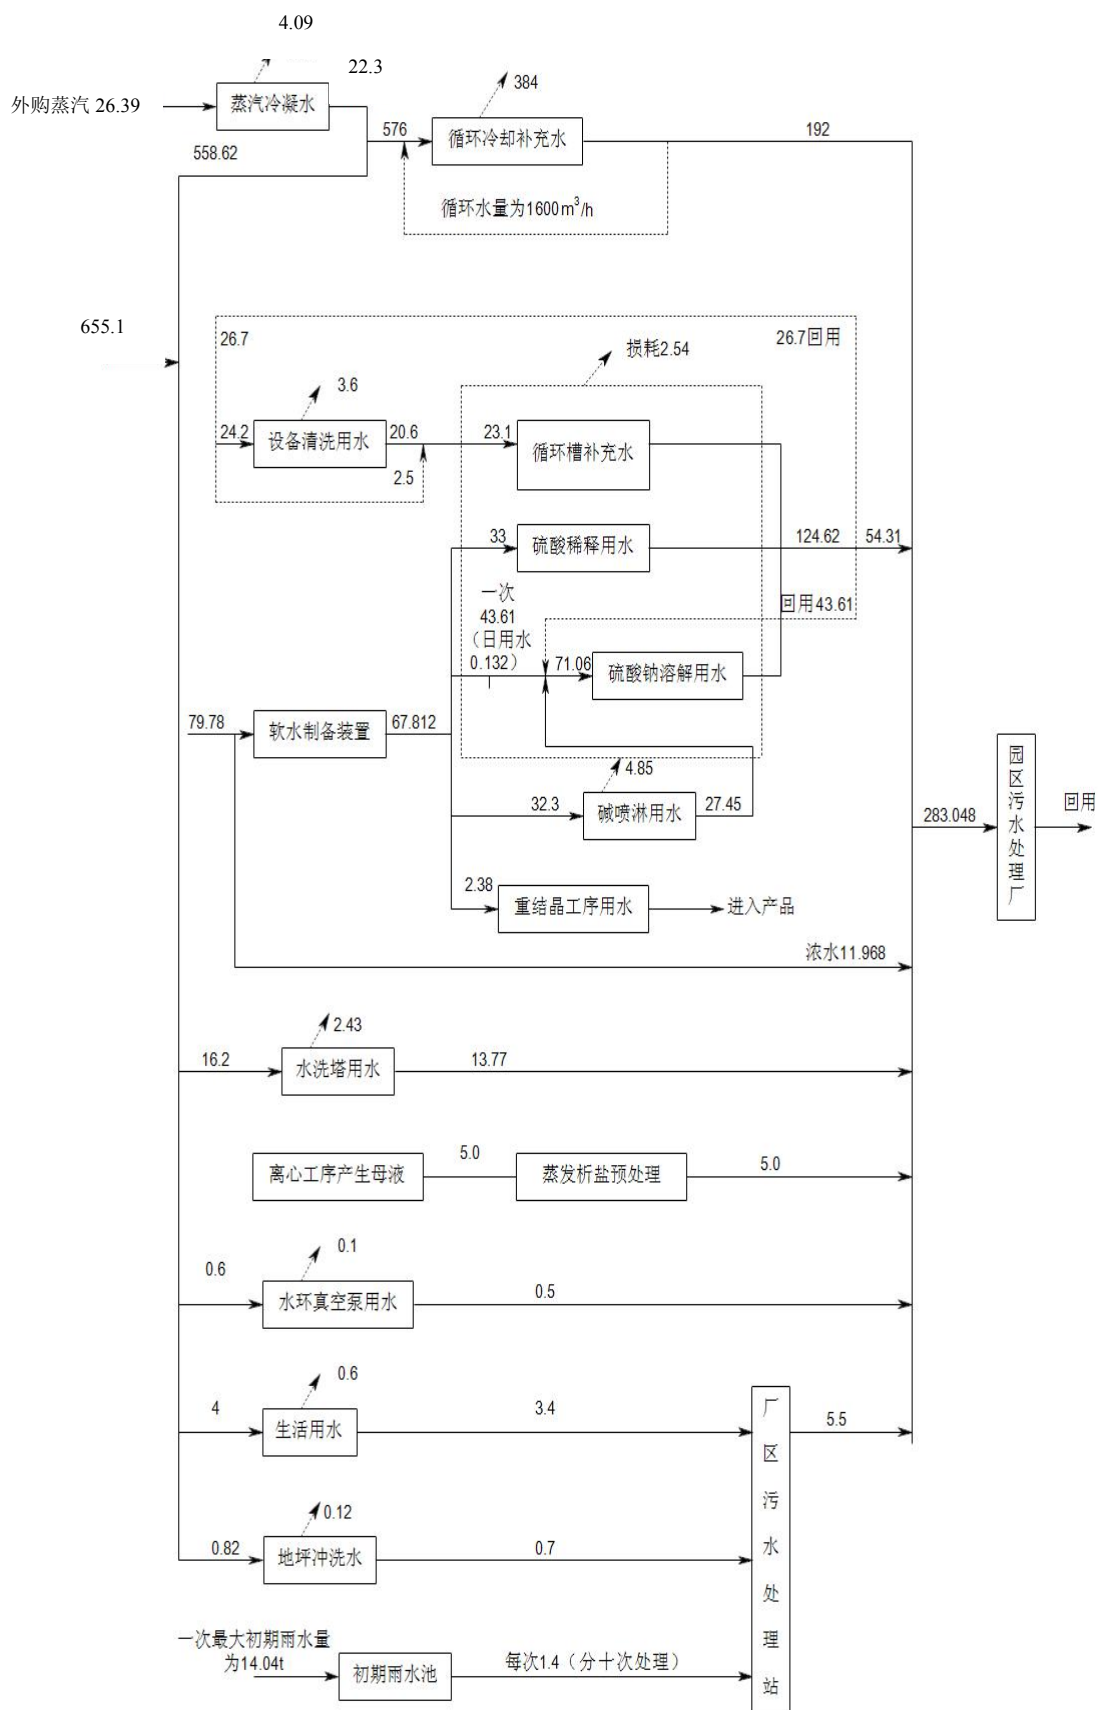 4.09
22.3
外购蒸汽 26.39
蒸汽冷凝水
384
576
循环冷却补充水
192
558.62
循环水量为1600m³/h
655.1
26.7
26.7回用
损耗2.54
3.6
24.2
设备清洗用水
20.6
2.5
23.1
循环槽补充水
33
硫酸稀释用水
124.62
54.31
一次
43.61
（日用水
0.132）
回用43.61
71.06
硫酸钠溶解用水
79.78
软水制备装置
67.812
4.85
32.3
碱喷淋用水
27.45
283.048
园区污水处理厂
回用
2.38
重结晶工序用水
进入产品
浓水11.968
2.43
16.2
水洗塔用水
13.77
离心工序产生母液
5.0
蒸发析盐预处理
5.0
0.1
0.6
水环真空泵用水
0.5
0.6
4
生活用水
3.4
厂区污水处理站
5.5
0.12
0.82
地坪冲洗水
0.7
一次最大初期雨水量
为14.04t
初期雨水池
每次1.4（分十次处理）